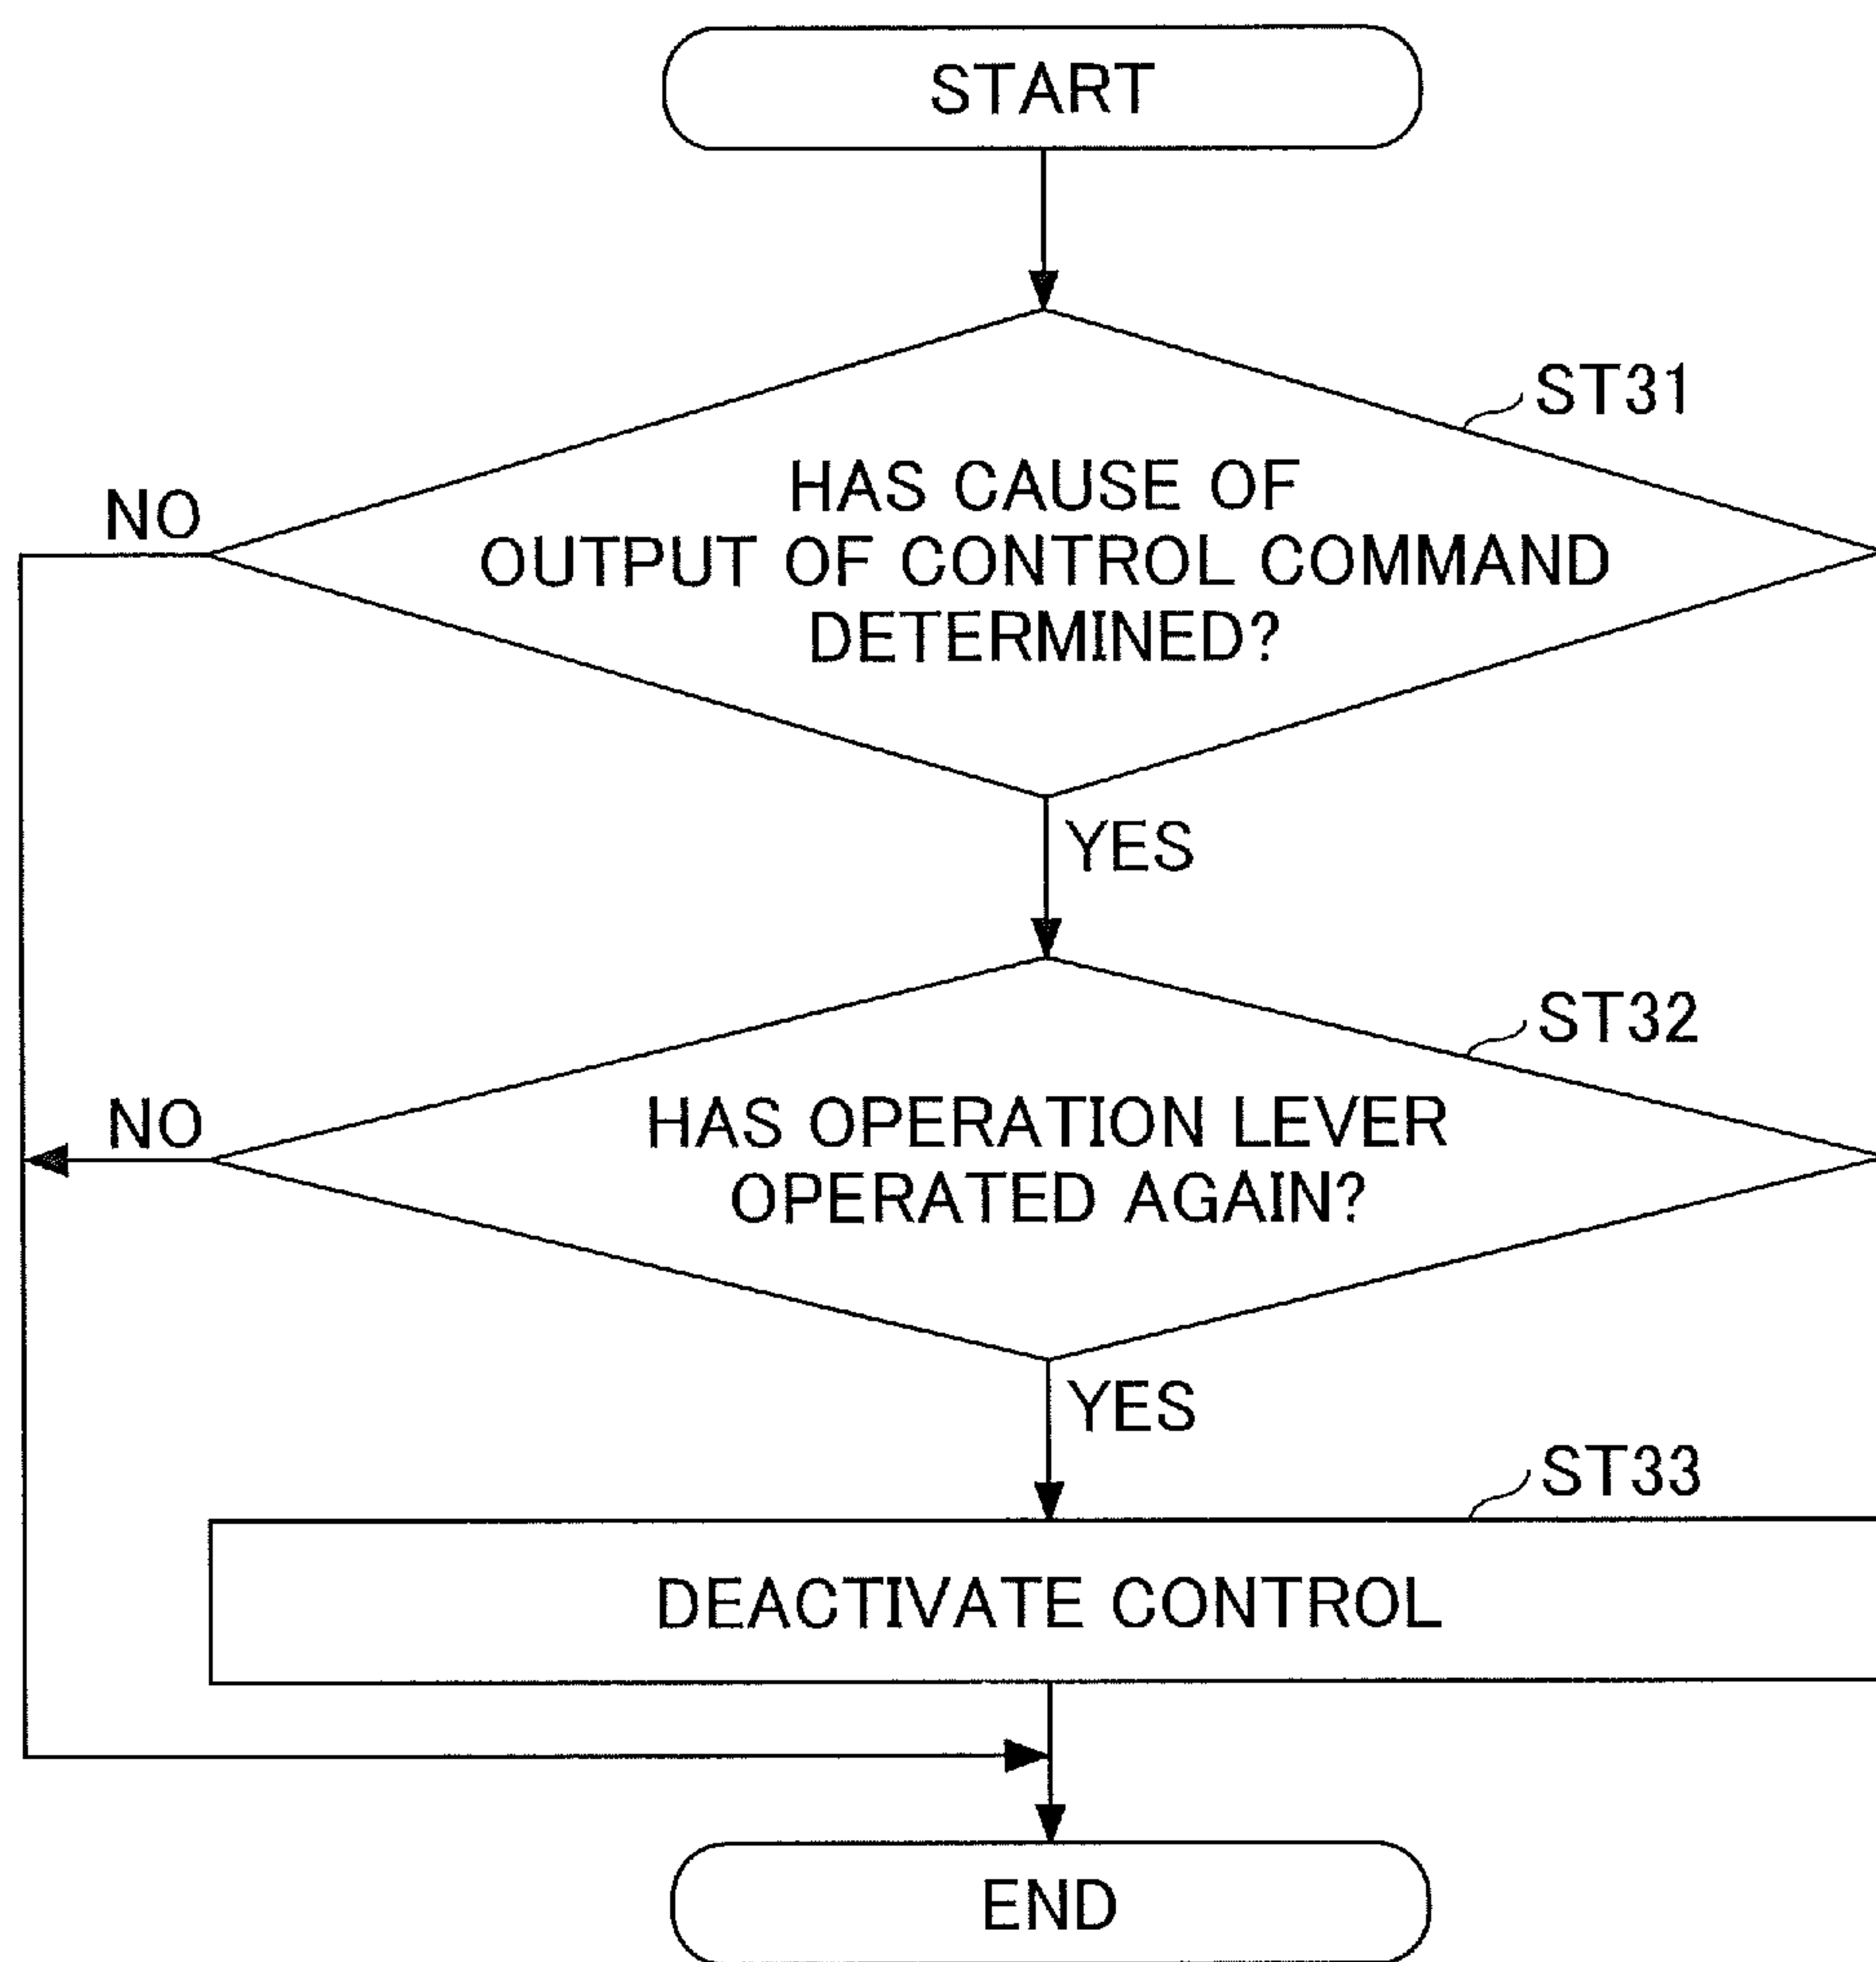 START
ST31
HAS CAUSE OF
OUTPUT OF CONTROL COMMAND
DETERMINED?
NO
YES
ST32
HAS OPERATION LEVER
OPERATED AGAIN?
NO
YES
ST33
DEACTIVATE CONTROL
END